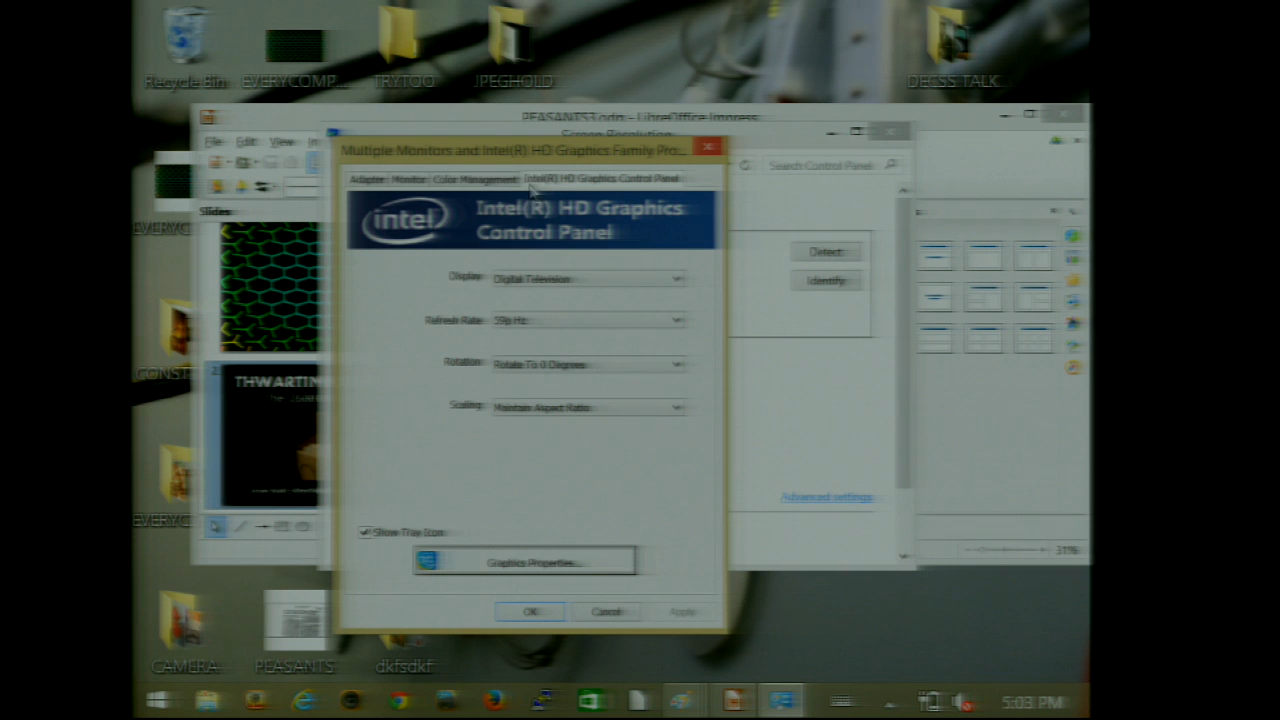 Recycle Bin
EVERYCOMP...
TRYTOO
JPEGHOLD
DECSS TALK
PEASANTS3.odp - LibreOffice Impress
Screen Resolution
File Edit View
Multiple Monitors and Intel(R) HD Graphics Family Pro...
Search Control Panel
Adapter Monitor Color Management Intel(R) HD Graphics Control Panel
Slides
intel
Intel(R) HD Graphics
Control Panel
Detect
Identify
Display:
Digital Television
Refresh Rate:
59p Hz
Rotation:
Rotate To 0 Degrees
Scaling:
Maintain Aspect Ratio
EVERYC
CONST
2
THWARTIN
EVERYC
Advanced settings
Show Tray Icon
Graphics Properties...
31%
OK
Cancel
Apply
CAMERA
PEASANTS
dkfsdkf
5:03 PM